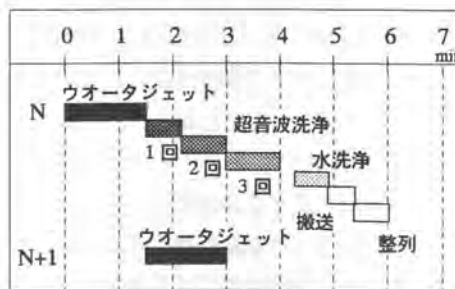 0 1 2 3 4 5 6 7
min
ウオータジェット
N
超音波洗浄
1回
水洗浄
2回
3回
搬送
整列
ウオータジェット
N+1